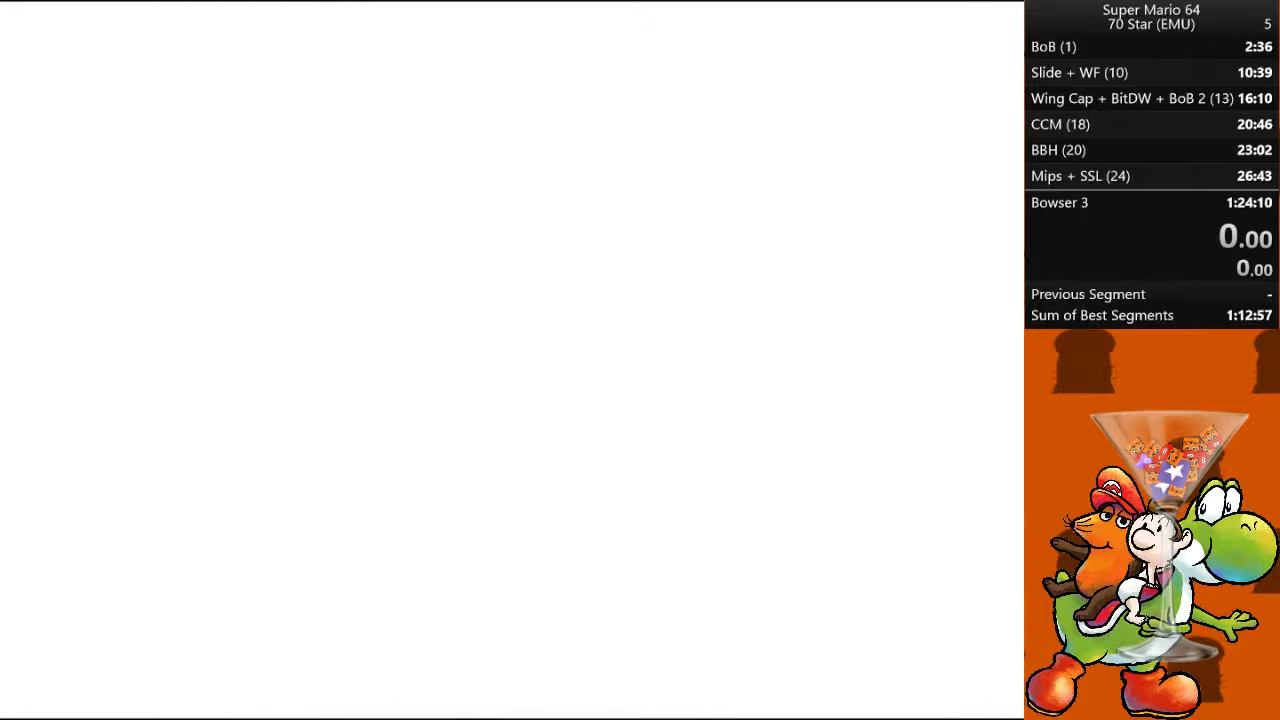 Super Mario 64
70 Star (EMU) 5
BoB (1) 2:36
Slide + WF (10) 10:39
Wing Cap + BitDW + BoB 2 (13) 16:10
CCM (18) 20:46
BBH (20) 23:02
Mips + SSL (24) 26:43
Bowser 3 1:24:10
0.00
0.00
Previous Segment -
Sum of Best Segments 1:12:57